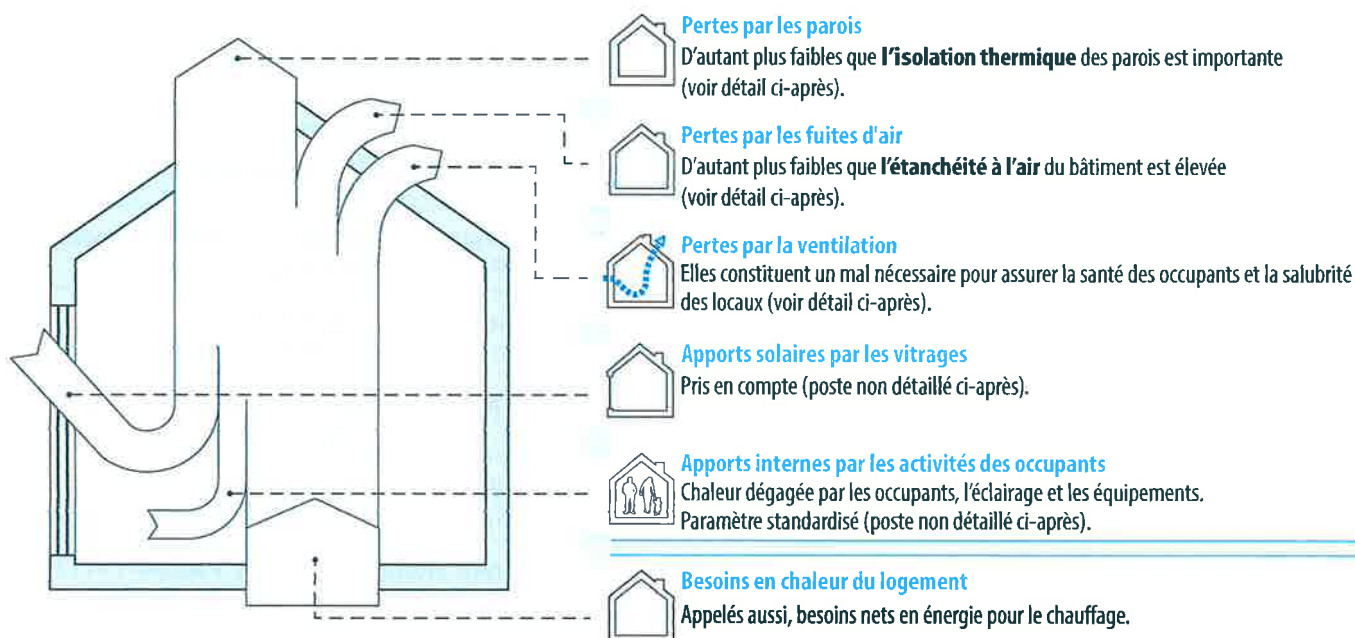 Pertes par les parois
D'autant plus faibles que l'isolation thermique des parois est importante
(voir détail ci-après).
Pertes par les fuites d'air
D'autant plus faibles que l'étanchéité à l'air du bâtiment est élevée
(voir détail ci-après).
Pertes par la ventilation
Elles constituent un mal nécessaire pour assurer la santé des occupants et la salubrité
des locaux (voir détail ci-après).
Apports solaires par les vitrages
Pris en compte (poste non détaillé ci-après).
Apports internes par les activités des occupants
Chaleur dégagée par les occupants, l'éclairage et les équipements.
Paramètre standardisé (poste non détaillé ci-après).
Besoins en chaleur du logement
Appelés aussi, besoins nets en énergie pour le chauffage.